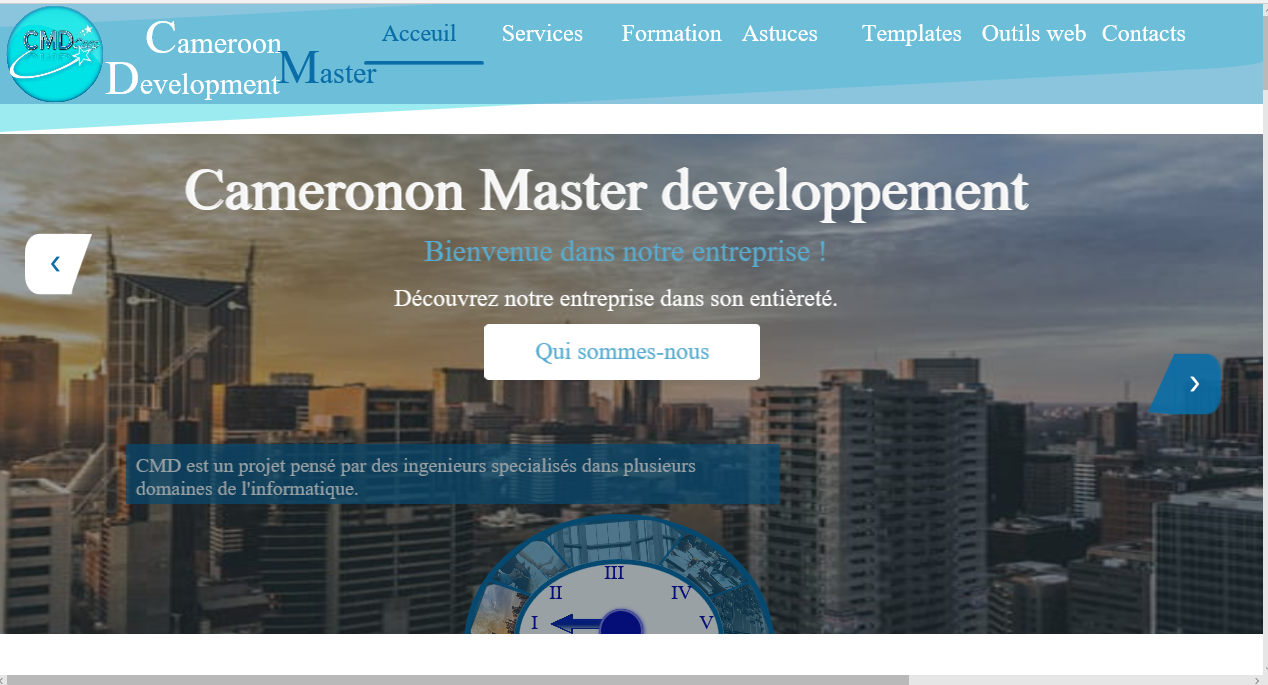 CMD
Cameroon
Development
Master
Acceuil
Services
Formation
Astuces
Templates
Outils web
Contacts
Cameronon Master developpement
Bienvenue dans notre entreprise !
Découvrez notre entreprise dans son entièreté.
Qui sommes-nous
CMD est un projet pensé par des ingenieurs specialisés dans plusieurs
domaines de l'informatique.
III
II
IV
I
V